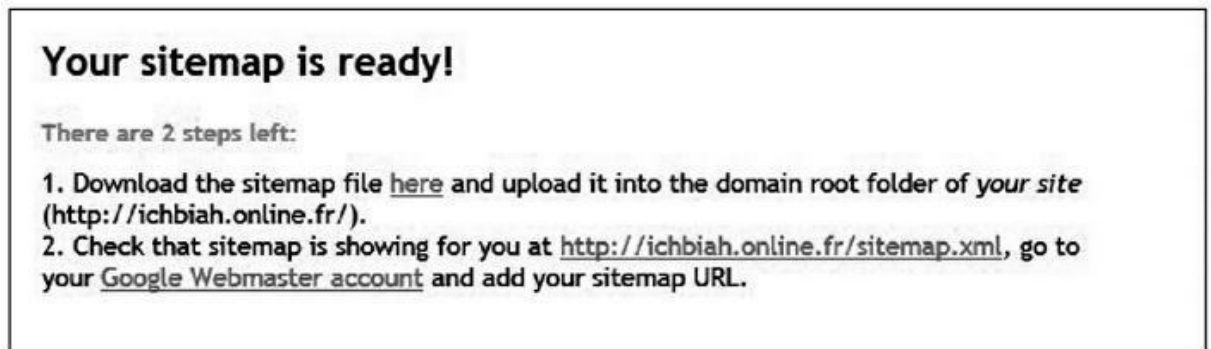 Your sitemap is ready!
There are 2 steps left:
1. Download the sitemap file here and upload it into the domain root folder of your site
(http://ichbiah.online.fr/).
2. Check that sitemap is showing for you at http://ichbiah.online.fr/sitemap.xml, go to
your Google Webmaster account and add your sitemap URL.